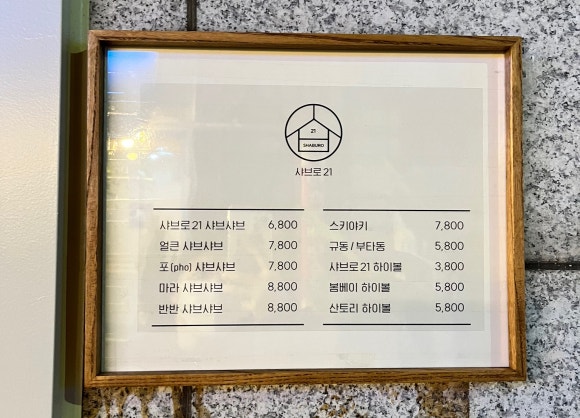 21
SHABURO
샤브로21
샤브로21 샤브샤브 6,800
얼큰 샤브샤브 7,800
포(pho) 샤브샤브 7,800
마라 샤브샤브 8,800
반반 샤브샤브 8,800
스키야키 7,800
규동 / 부타동 5,800
샤브로21 하이볼 3,800
봄베이 하이볼 5,800
산토리 하이볼 5,800